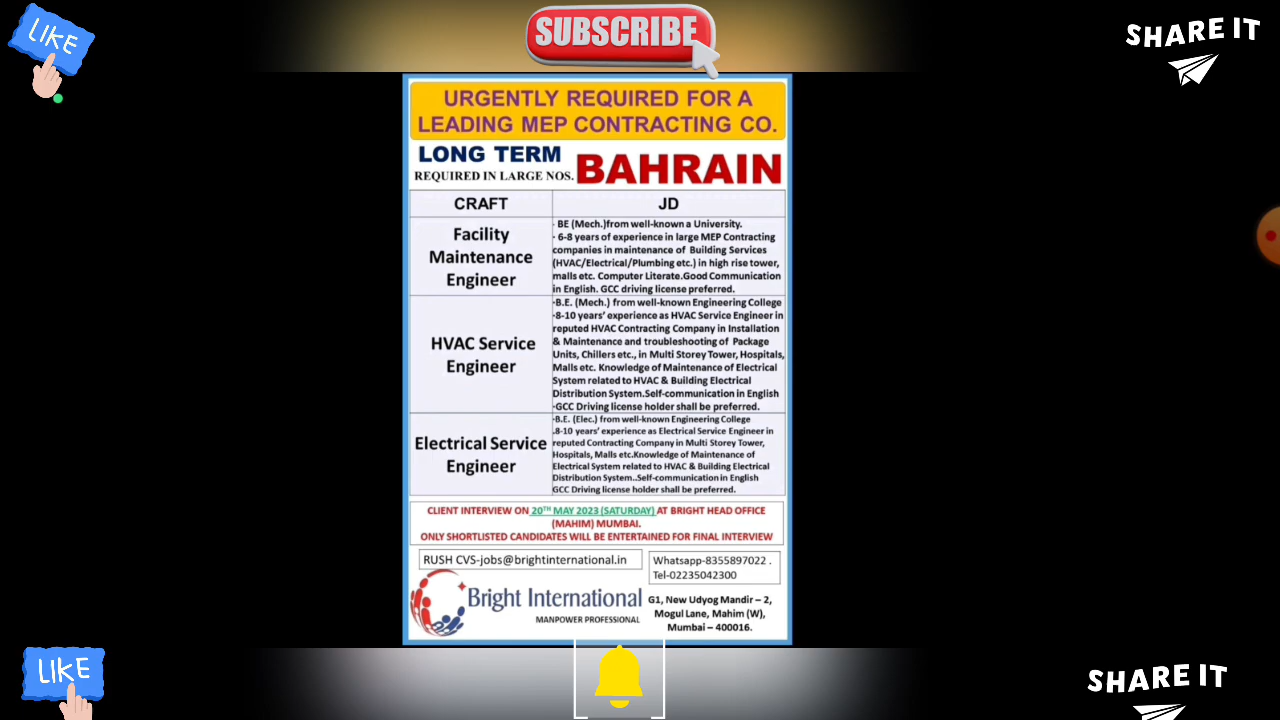 LIKE
SUBSCRIBE
SHARE IT
URGENTLY REQUIRED FOR A
LEADING MEP CONTRACTING CO.
LONG TERM
REQUIRED IN LARGE NOS.
BAHRAIN
CRAFT
JD
Facility
Maintenance
Engineer
· BE (Mech.)from well-known a University.
· 6-8 years of experience in large MEP Contracting
companies in maintenance of Building Services
(HVAC/Electrical/Plumbing etc.) in high rise tower,
malls etc. Computer Literate.Good Communication
in English. GCC driving license preferred.
HVAC Service
Engineer
·B.E. (Mech.) from well-known Engineering College
·8-10 years’ experience as HVAC Service Engineer in
reputed HVAC Contracting Company in Installation
& Maintenance and troubleshooting of Package
Units, Chillers etc., in Multi Storey Tower, Hospitals,
Malls etc. Knowledge of Maintenance of Electrical
System related to HVAC & Building Electrical
Distribution System.Self-communication in English
·GCC Driving license holder shall be preferred.
Electrical Service
Engineer
·B.E. (Elec.) from well-known Engineering College
.8-10 years’ experience as Electrical Service Engineer in
reputed Contracting Company in Multi Storey Tower,
Hospitals, Malls etc.Knowledge of Maintenance of
Electrical System related to HVAC & Building Electrical
Distribution System..Self-communication in English
GCC Driving license holder shall be preferred.
CLIENT INTERVIEW ON 20TH MAY 2023 (SATURDAY) AT BRIGHT HEAD OFFICE
(MAHIM) MUMBAI.
ONLY SHORTLISTED CANDIDATES WILL BE ENTERTAINED FOR FINAL INTERVIEW
RUSH CVS-jobs@brightinternational.in
Whatsapp-8355897022 .
Tel-02235042300
Bright International
MANPOWER PROFESSIONAL
G1, New Udyog Mandir – 2,
Mogul Lane, Mahim (W),
Mumbai – 400016.
LIKE
SHARE IT